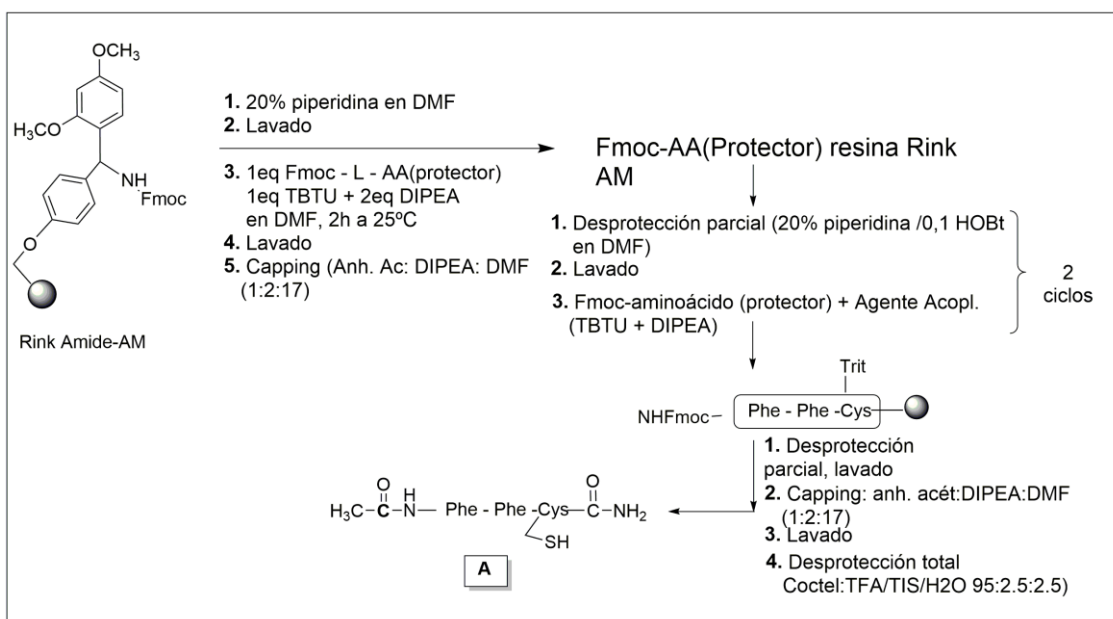 OCH3
H3CO
NH
Fmoc
O
Rink Amide-AM
1. 20% piperidina en DMF
2. Lavado
3. 1eq Fmoc - L - AA(protector)
1eq TBTU + 2eq DIPEA
en DMF, 2h a 25ºC
4. Lavado
5. Capping (Anh. Ac: DIPEA: DMF
(1:2:17)
Fmoc-AA(Protector) resina Rink
AM
1. Desprotección parcial (20% piperidina /0,1 HOBt
en DMF)
2. Lavado
3. Fmoc-aminoácido (protector) + Agente Acopl.
(TBTU + DIPEA)
2
ciclos
Trit
NHFmoc
Phe - Phe -Cys
1. Desprotección
parcial, lavado
2. Capping: anh. acét:DIPEA:DMF
(1:2:17)
3. Lavado
4. Desprotección total
Coctel:TFA/TIS/H2O 95:2.5:2.5)
O
H
O
H3C-C-N- Phe - Phe -Cys-C-NH2
SH
A